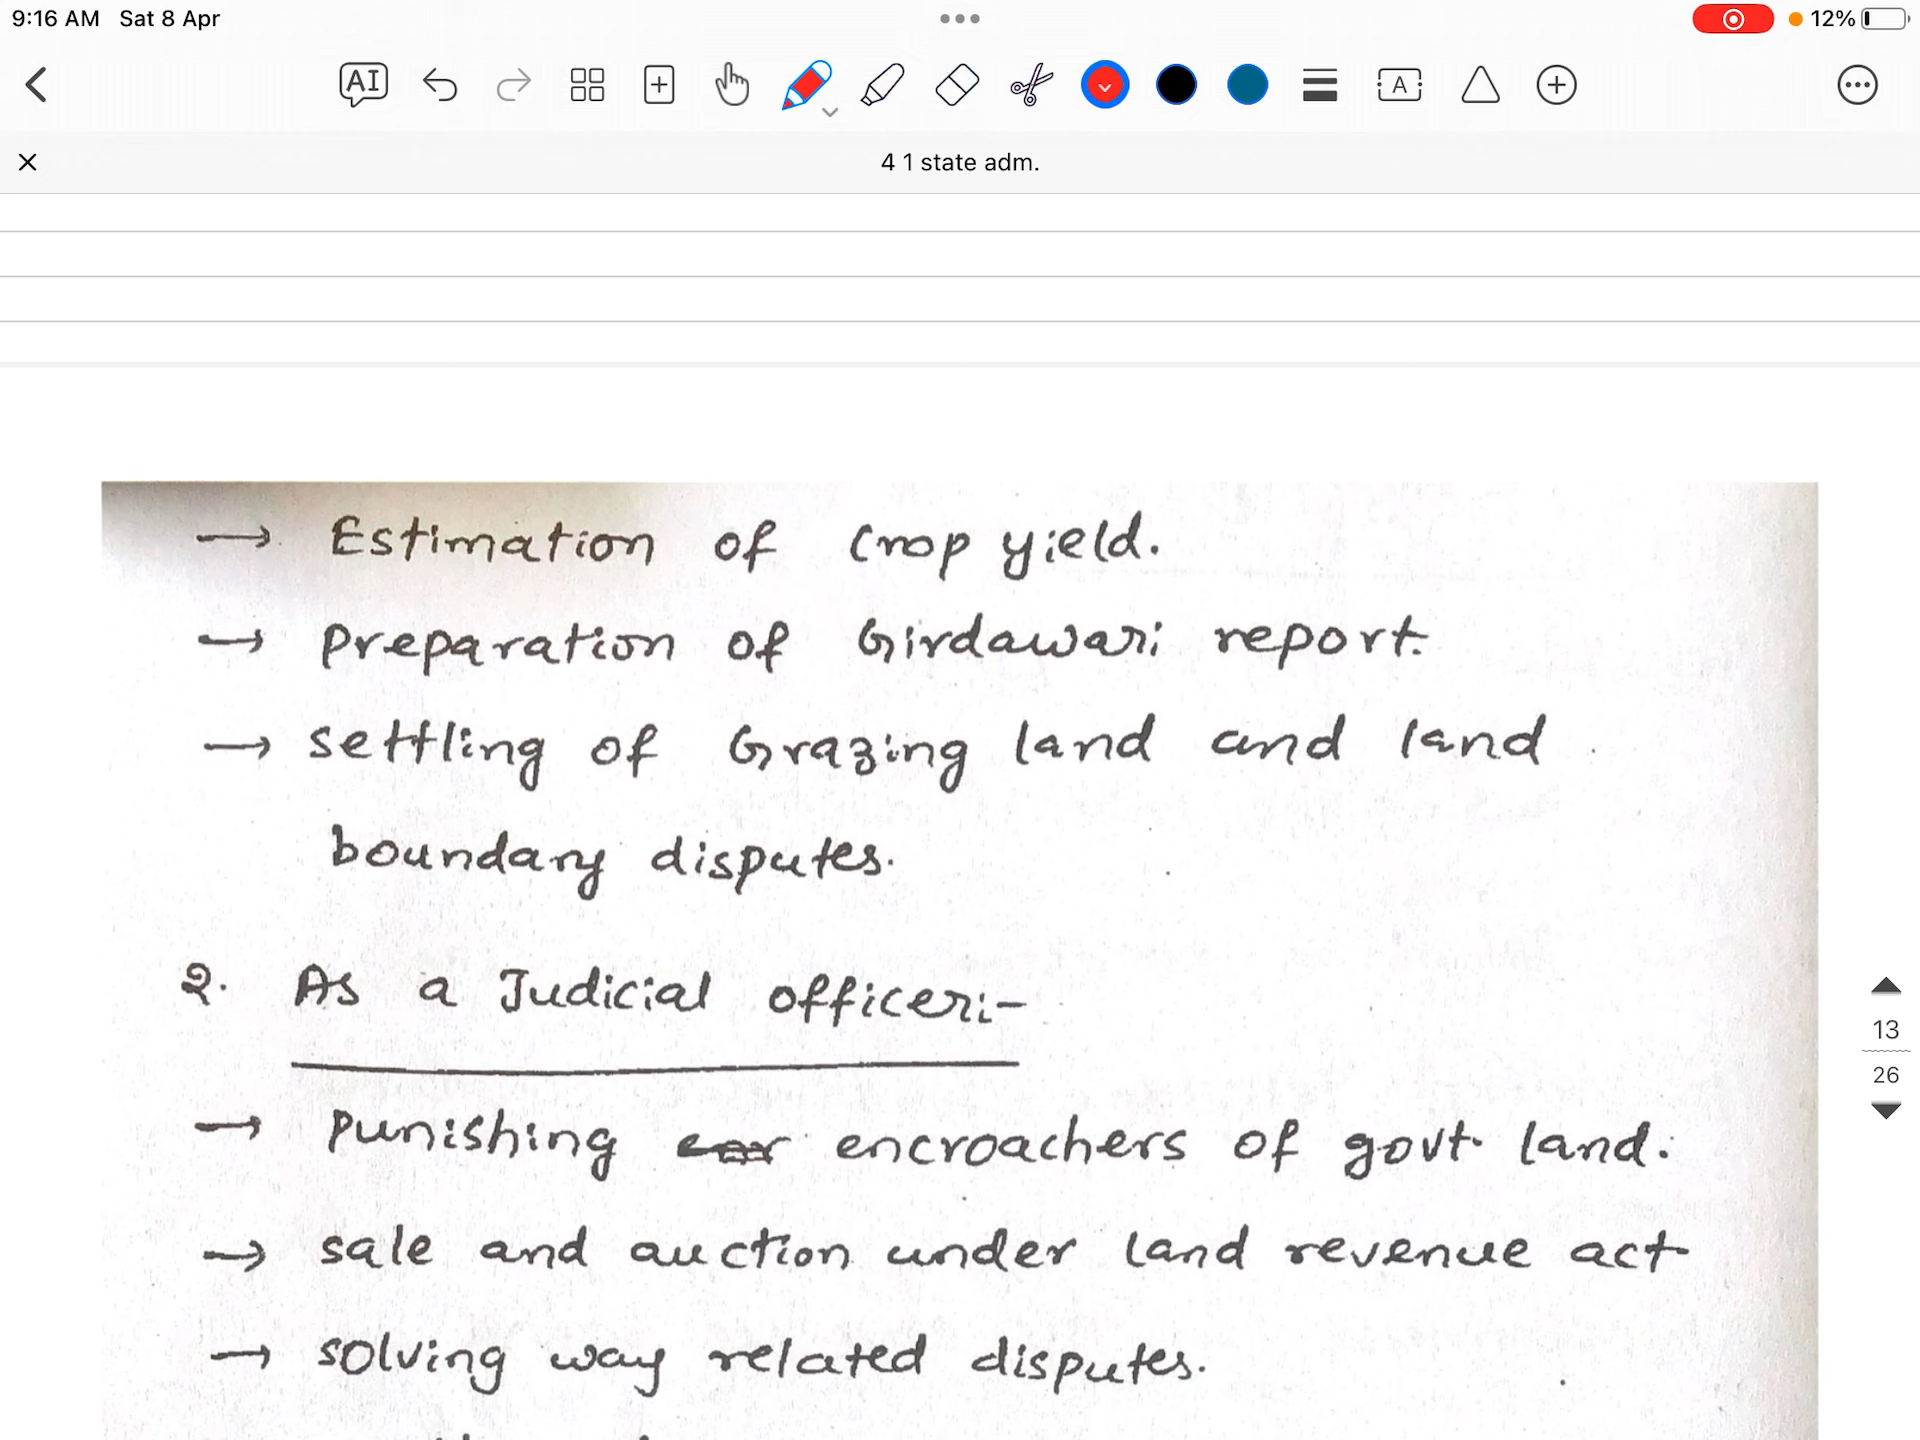 9:16 AM Sat 8 Apr
12%
AI
A
4 1 state adm.
→ Estimation of Crop yield.
→ Preparation of Girdawari report.
→ settling of Grazing land and land
boundary disputes.
2. As a Judicial officer:-
→ Punishing encroachers of govt. land.
→ sale and auction under land revenue act
→ solving way related disputes.
13
26